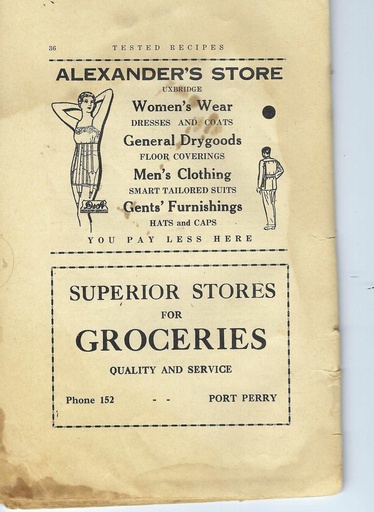 36 TESTED RECIPES
ALEXANDER'S STORE
UXBRIDGE
Women's Wear
DRESSES AND COATS
General Drygoods
FLOOR COVERINGS
Men's Clothing
SMART TAILORED SUITS
Gents' Furnishings
HATS and CAPS
YOU PAY LESS HERE
SUPERIOR STORES
FOR
GROCERIES
QUALITY AND SERVICE
Phone 152 - - PORT PERRY